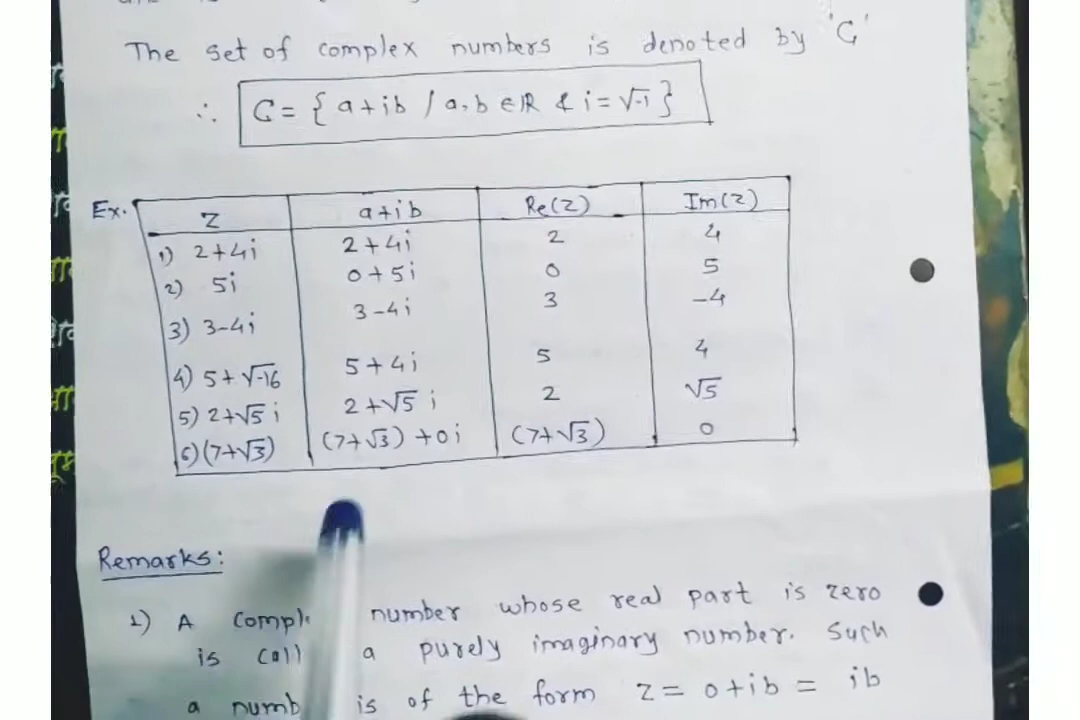 The set of complex numbers is denoted by 'C'
∴ C = { a+ib / a,b ∈ R & i = √-1 }
Ex. Z a+ib Re(Z) Im(Z)
1) 2+4i 2+4i 2 4
2) 5i 0+5i 0 5
3) 3-4i 3-4i 3 -4
4) 5+√-16 5+4i 5 4
5) 2+√5 i 2+√5 i 2 √5
6) (7+√3) (7+√3)+0i (7+√3) 0
Remarks:
1) A number whose real part is zero
is a purely imaginary number. Such
a is of the form Z = 0+ib = ib